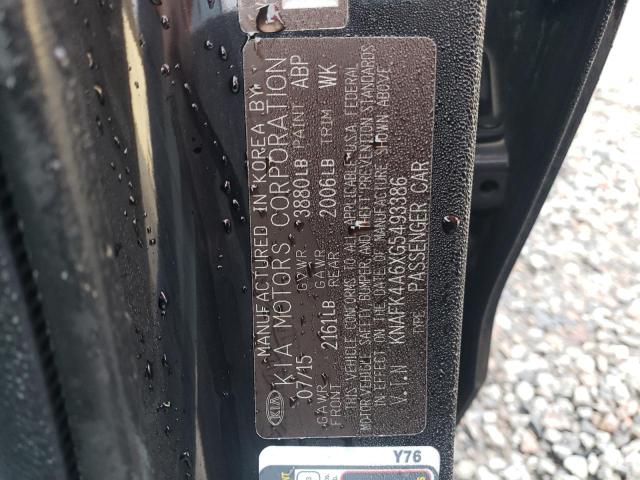 MANUFACTURED IN KOREA BY
KIA KIA MOTORS CORPORATION
07/15 GVWR 3880LB PAINT ABP
GAWR FRONT 2161LB GAWR REAR 2006LB TRIM WK
THIS VEHICLE CONFORMS TO ALL APPLICABLE U.S.A FEDERAL
MOTOR VEHICLE SAFETY, BUMPER, AND THEFT PREVENTION STANDARDS
IN EFFECT ON THE DATE OF MANUFACTURE SHOWN ABOVE.
V.I.N KNAFK4A6XG5493386
TYPE: PASSENGER CAR
Y76